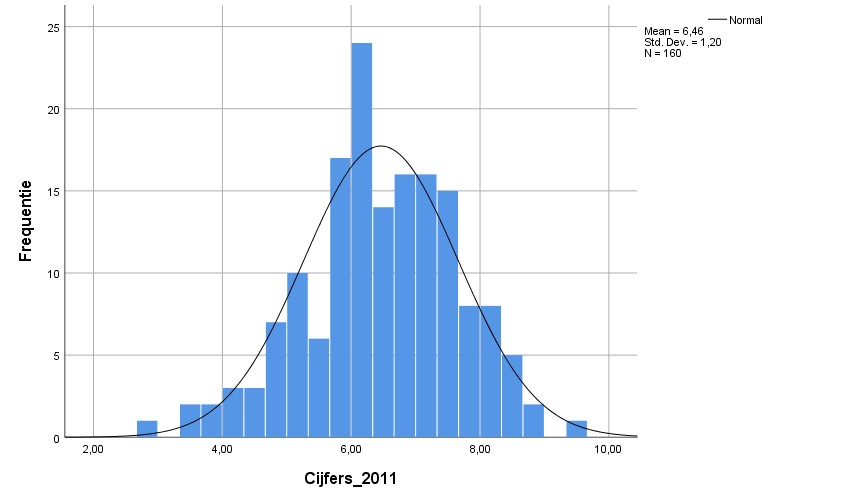 Normal
Mean = 6,46
Std. Dev. = 1,20
N = 160
Frequentie
25
20
15
10
5
0
2,00 4,00 6,00 8,00 10,00
Cijfers_2011